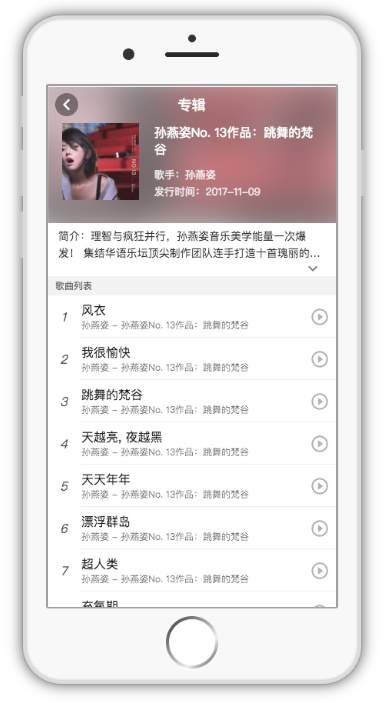 专辑
孙燕姿No. 13作品：跳舞的梵
谷
歌手：孙燕姿
发行时间：2017-11-09
简介：理智与疯狂并行，孙燕姿音乐美学能量一次爆
发！ 集结华语乐坛顶尖制作团队连手打造十首瑰丽的...
歌曲列表
1 风衣
孙燕姿 - 孙燕姿No. 13作品：跳舞的梵谷
2 我很愉快
孙燕姿 - 孙燕姿No. 13作品：跳舞的梵谷
3 跳舞的梵谷
孙燕姿 - 孙燕姿No. 13作品：跳舞的梵谷
4 天越亮, 夜越黑
孙燕姿 - 孙燕姿No. 13作品：跳舞的梵谷
5 天天年年
孙燕姿 - 孙燕姿No. 13作品：跳舞的梵谷
6 漂浮群岛
孙燕姿 - 孙燕姿No. 13作品：跳舞的梵谷
7 超人类
孙燕姿 - 孙燕姿No. 13作品：跳舞的梵谷
充氧期